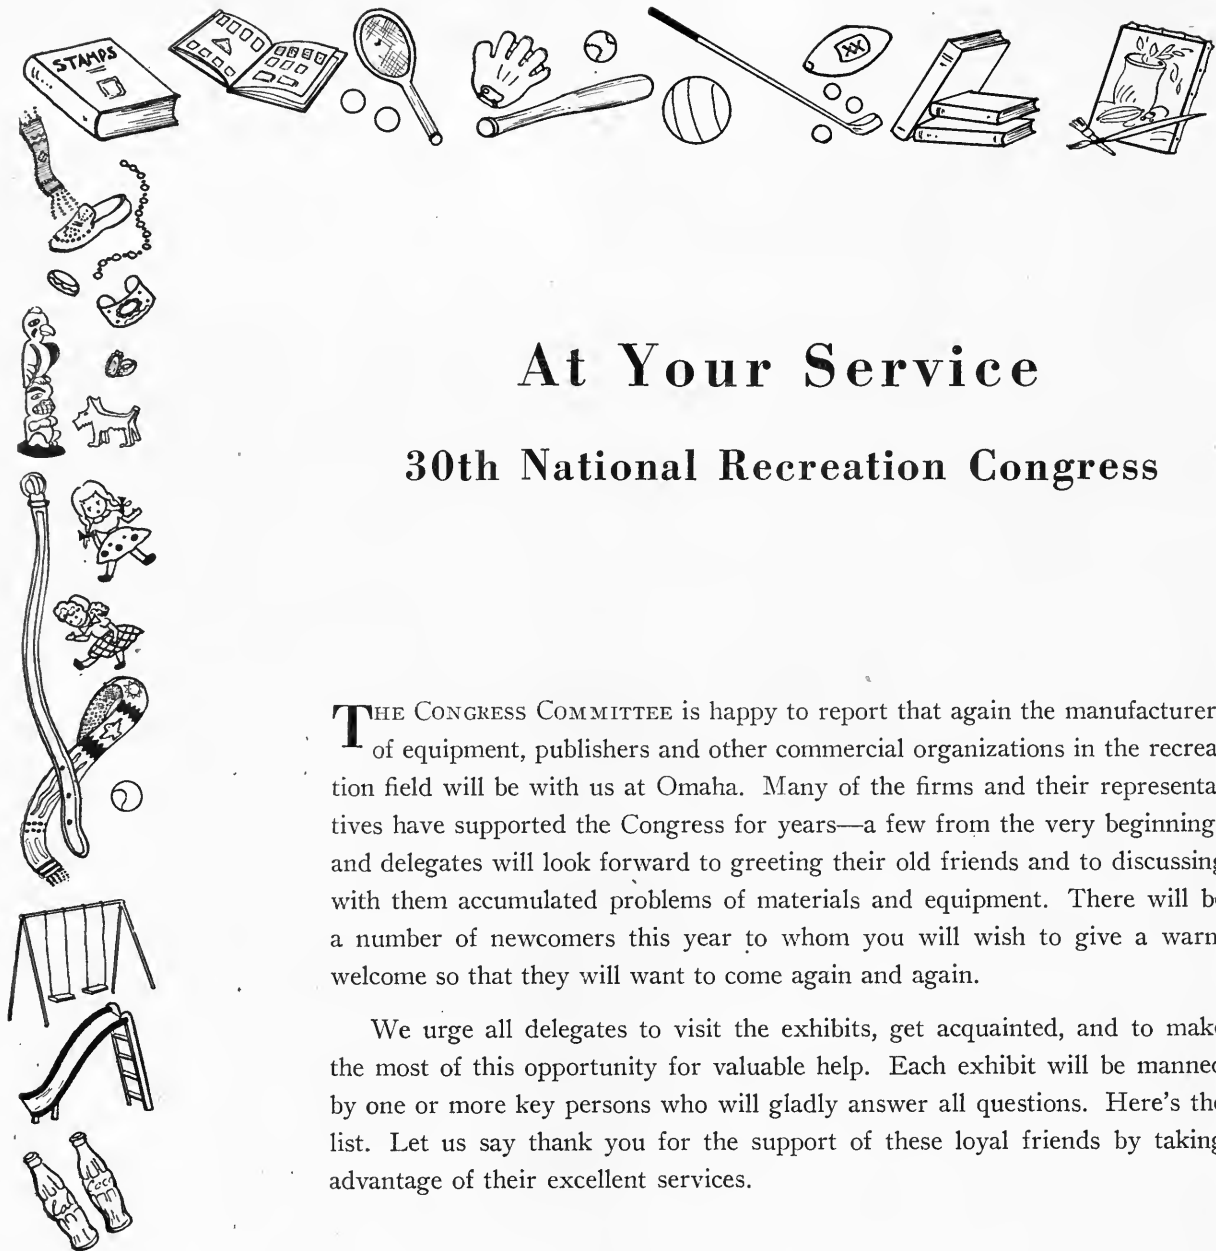 STAMPS
At Your Service
30th National Recreation Congress
THE CONGRESS COMMITTEE is happy to report that again the manufacturer
of equipment, publishers and other commercial organizations in the recrea
tion field will be with us at Omaha. Many of the firms and their representa
tives have supported the Congress for years—a few from the very beginning
and delegates will look forward to greeting their old friends and to discussing
with them accumulated problems of materials and equipment. There will b
a number of newcomers this year to whom you will wish to give a warm
welcome so that they will want to come again and again.
We urge all delegates to visit the exhibits, get acquainted, and to mak
the most of this opportunity for valuable help. Each exhibit will be manned
by one or more key persons who will gladly answer all questions. Here's the
list. Let us say thank you for the support of these loyal friends by taking
advantage of their excellent services.